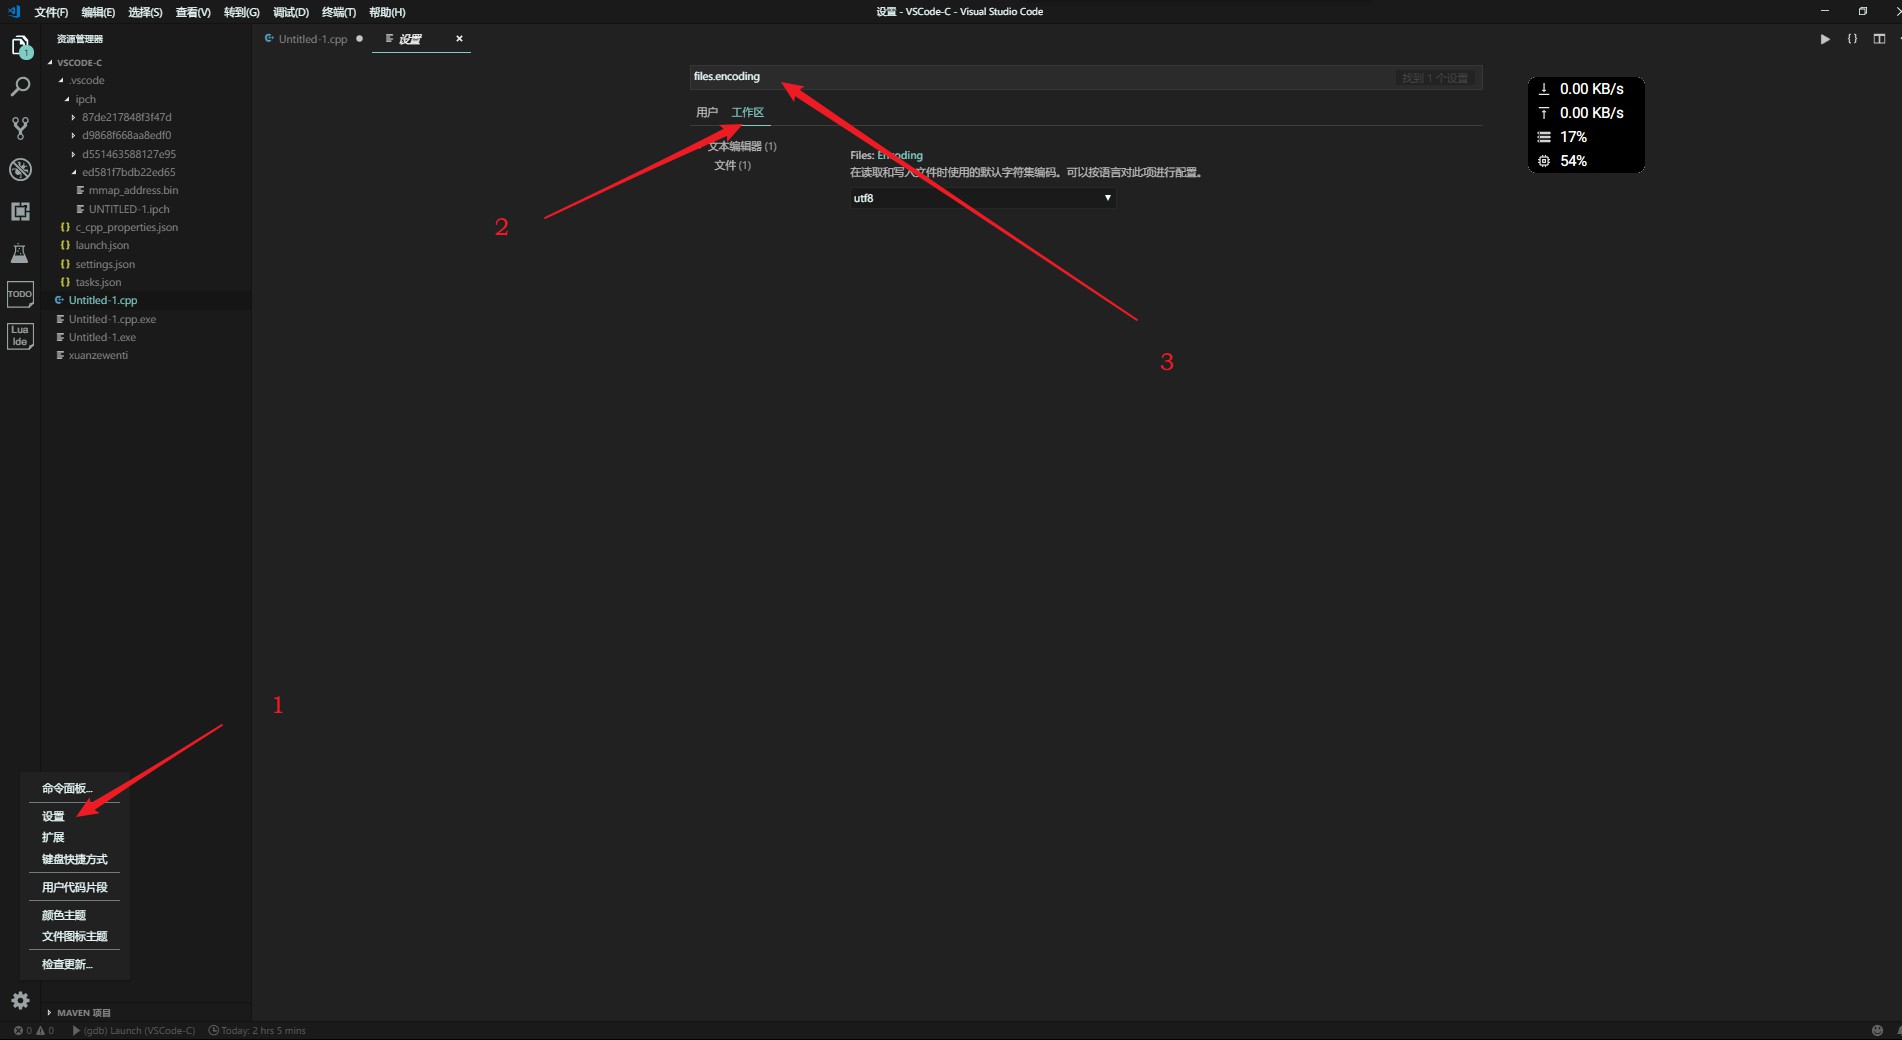 文件(F) 编辑(E) 选择(S) 查看(V) 转到(G) 调试(D) 终端(T) 帮助(H)
设置 - VSCode-C - Visual Studio Code
资源管理器
1
VSCODE-C
.vscode
ipch
87de217848f3f47d
d9868f668aa8edf0
d551463588127e95
ed581f7bdb22ed65
mmap_address.bin
UNTITLED-1.ipch
c_cpp_properties.json
launch.json
settings.json
tasks.json
Untitled-1.cpp
Untitled-1.cpp.exe
Untitled-1.exe
xuanzewenti
TODO
Lua
Ide
Untitled-1.cpp
设置
files.encoding
找到 1 个设置
用户 工作区
文本编辑器 (1)
文件 (1)
Files: Encoding
在读取和写入文件时使用的默认字符集编码。可以按语言对此项进行配置。
utf8
0.00 KB/s
0.00 KB/s
17%
54%
2
3
1
命令面板...
设置
扩展
键盘快捷方式
用户代码片段
颜色主题
文件图标主题
检查更新...
MAVEN 项目
0 0 (gdb) Launch (VSCode-C) Today: 2 hrs 5 mins